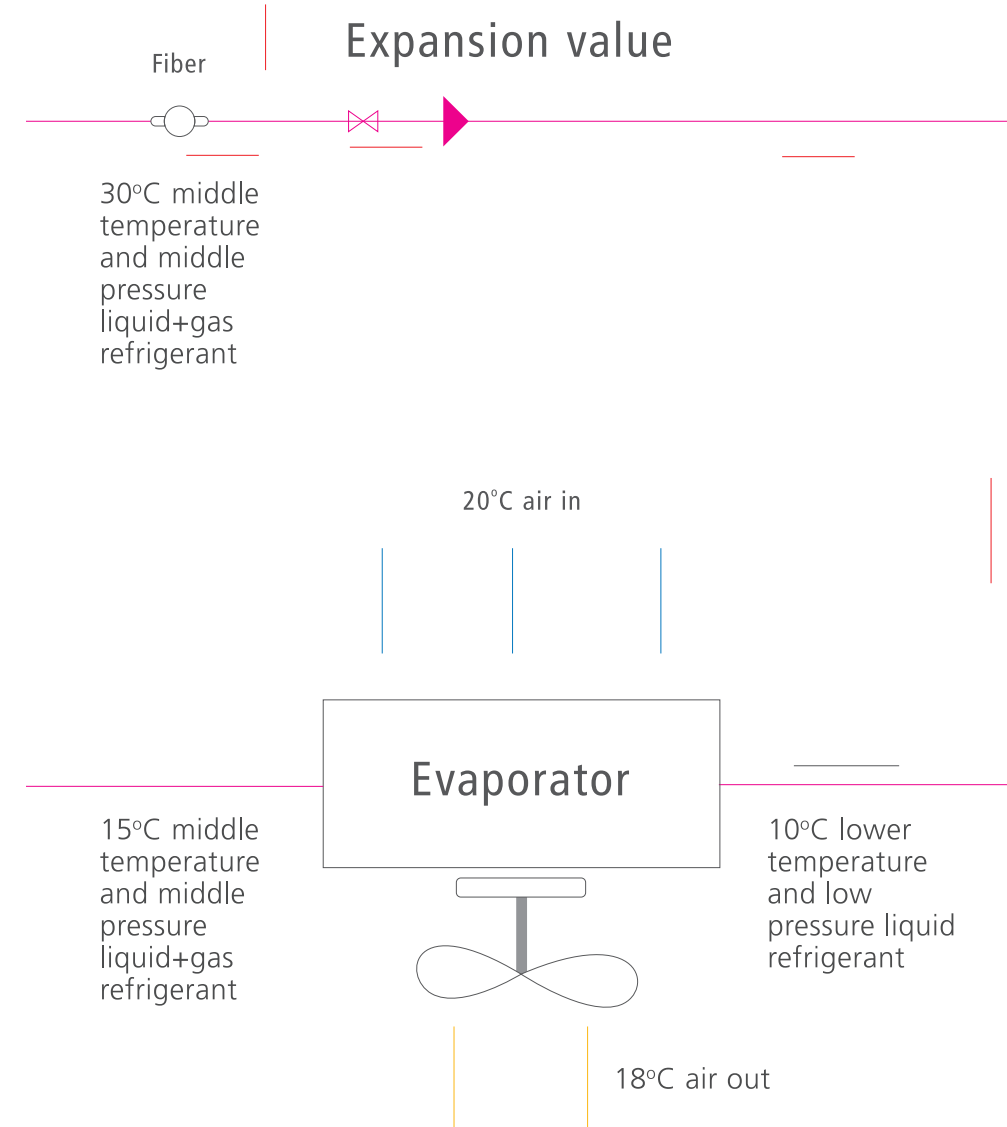 Expansion value
Fiber
30°C middle
temperature
and middle
pressure
liquid+gas
refrigerant
20°C air in
Evaporator
15°C middle
temperature
and middle
pressure
liquid+gas
refrigerant
10°C lower
temperature
and low
pressure liquid
refrigerant
18°C air out